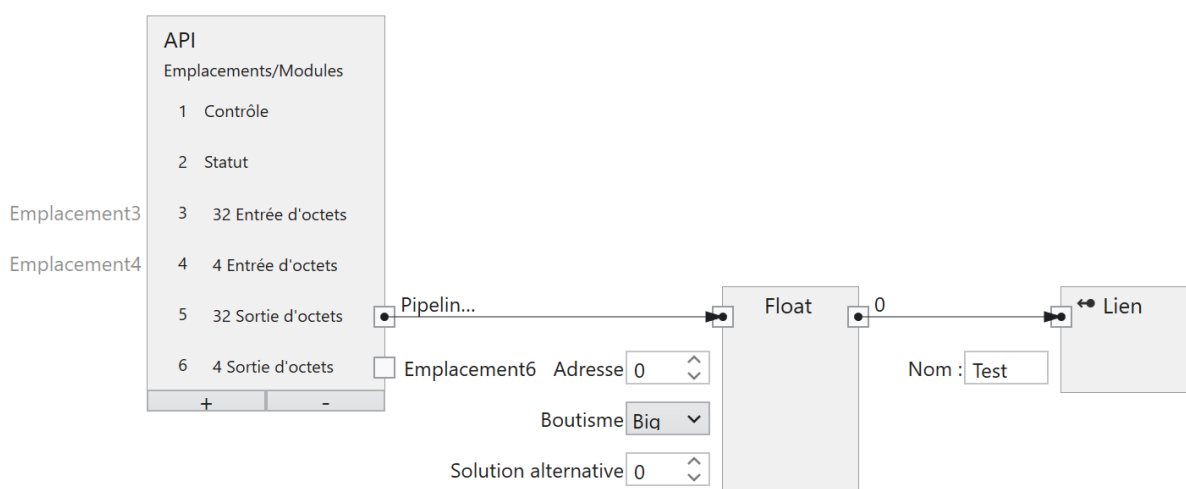 API
Emplacements/Modules
1 Contrôle
2 Statut
Emplacement3 3 32 Entrée d'octets
Emplacement4 4 4 Entrée d'octets
5 32 Sortie d'octets Pipelin... Float 0 Lien
6 4 Sortie d'octets Emplacement6 Adresse 0 Nom : Test
+ -
Boutisme Big
Solution alternative 0